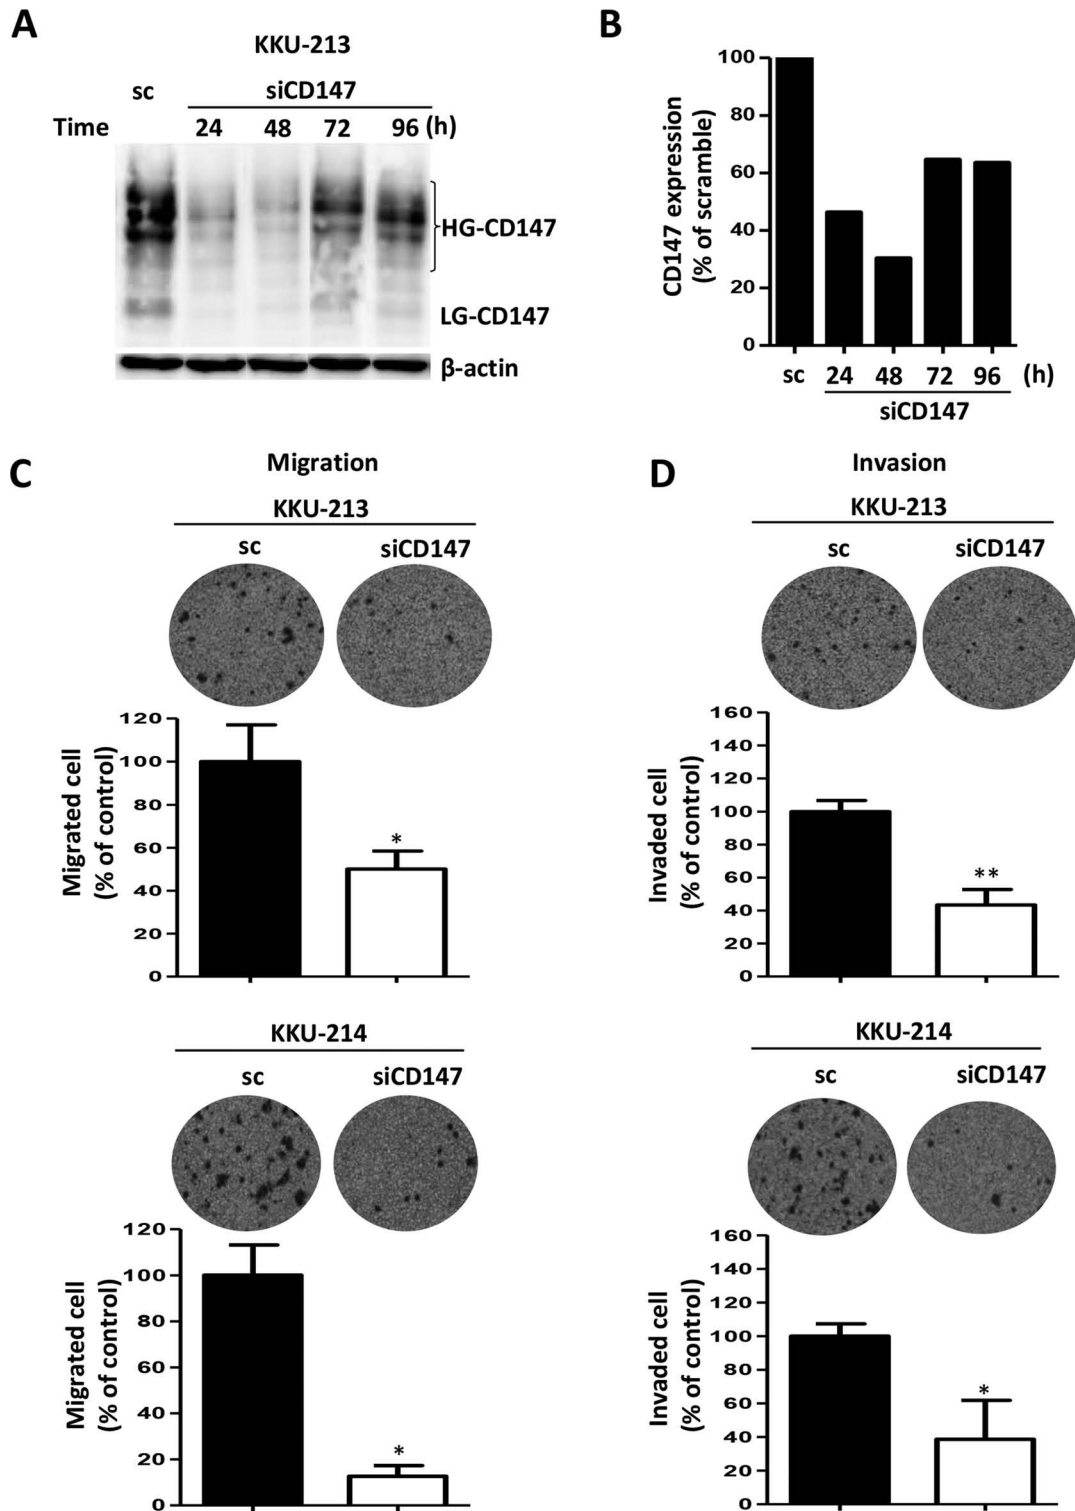 A
KKU-213
sc siCD147
Time 24 48 72 96 (h)
HG-CD147
LG-CD147
β-actin
B
CD147 expression
(% of scramble)
100
80
60
40
20
0
sc 24 48 72 96 (h)
siCD147
C
Migration
KKU-213
sc siCD147
Migrated cell
(% of control)
120
100
80
60
40
20
0
*
KKU-214
sc siCD147
Migrated cell
(% of control)
120
100
80
60
40
20
0
*
D
Invasion
KKU-213
sc siCD147
Invaded cell
(% of control)
160
140
120
100
80
60
40
20
0
**
KKU-214
sc siCD147
Invaded cell
(% of control)
160
140
120
100
80
60
40
20
0
*